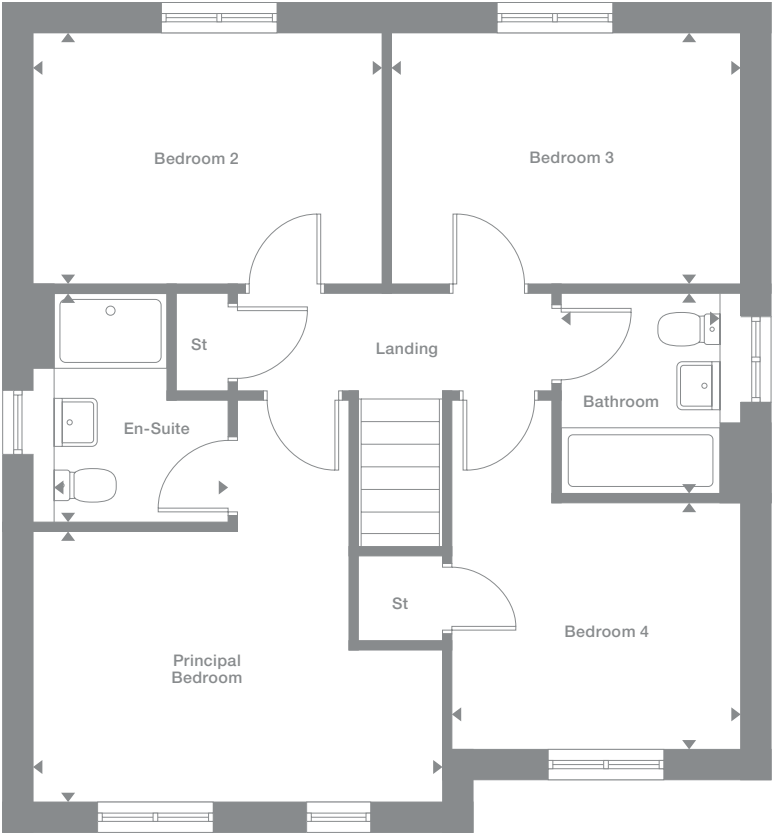 Bedroom 2
Bedroom 3
St
Landing
Bathroom
En-Suite
St
Bedroom 4
Principal
Bedroom